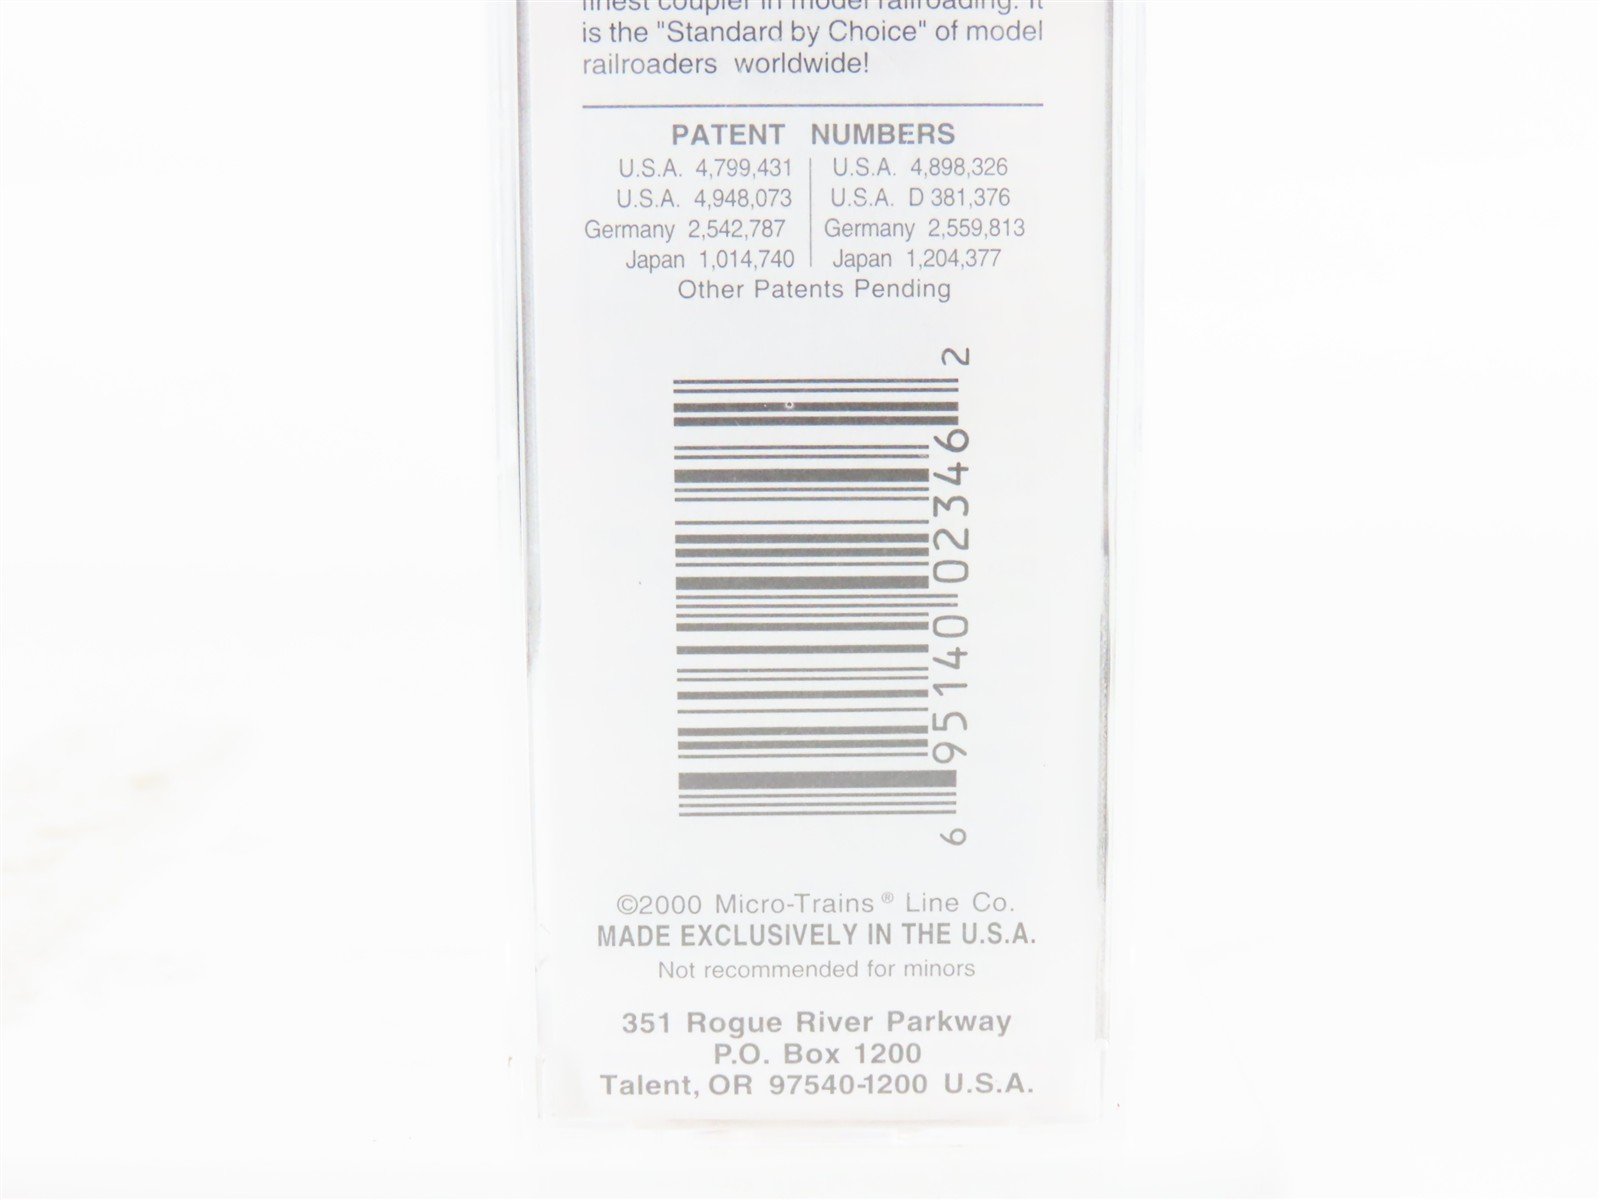 finest coupler in model railroading. It
is the "Standard by Choice" of model
railroaders worldwide!
PATENT NUMBERS
U.S.A. 4,799,431 U.S.A. 4,898,326
U.S.A. 4,948,073 U.S.A. D 381,376
Germany 2,542,787 Germany 2,559,813
Japan 1,014,740 Japan 1,204,377
Other Patents Pending
6 95140 02346 2
©2000 Micro-Trains® Line Co.
MADE EXCLUSIVELY IN THE U.S.A.
Not recommended for minors
351 Rogue River Parkway
P.O. Box 1200
Talent, OR 97540-1200 U.S.A.